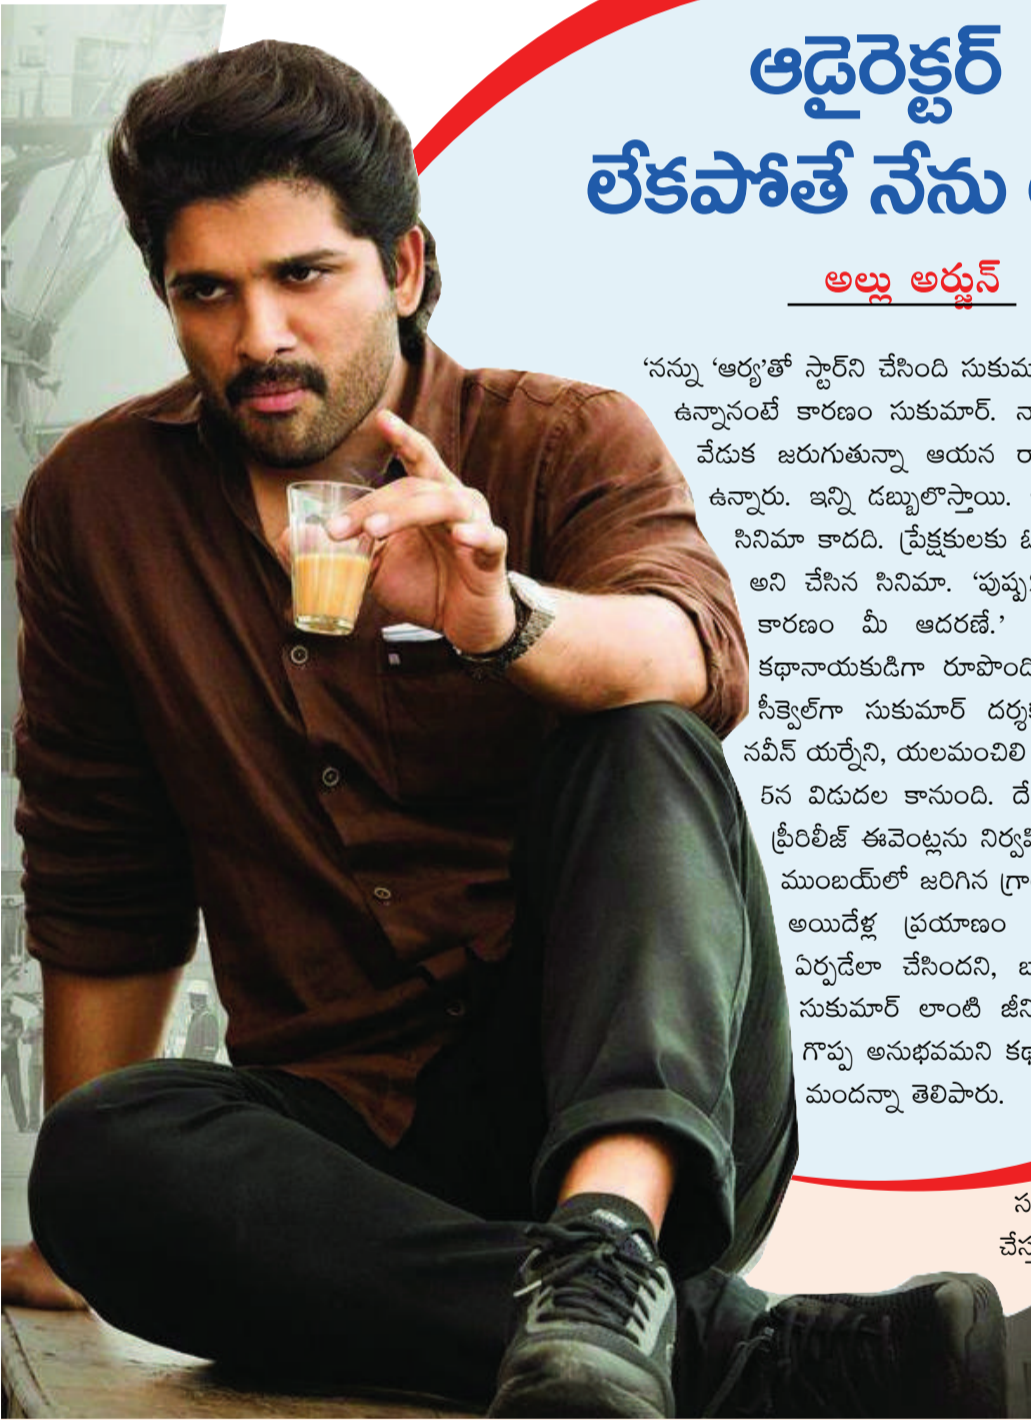 ఆడైరెక్టర్
లేకపోతే నేను
అల్లు అర్జున్
‘నన్ను ‘ఆర్య’తో స్టార్‌ని చేసింది
ఉన్నానంటే కారణం సుకుమార్.
వేడుక జరుగుతున్నా ఆయన
ఉన్నారు. ఇన్ని డబ్బులొస్తాయి.
సినిమా కాదది. ప్రేక్షకులకు
అని చేసిన సినిమా.
కారణం మీ ఆదరణే.’
కథానాయకుడిగా
సీక్వెల్‌గా సుకుమార్
నవీన్ యర్నేని, యలమంచిలి
5న విడుదల కానుంది.
ప్రీరిలీజ్ ఈవెంట్లను
ముంబయ్‌లో జరిగిన
అయిదేళ్ల ప్రయాణం
ఏర్పడేలా చేసిందని,
సుకుమార్ లాంటి
గొప్ప అనుభవమని
మందన్నా తెలిపారు.